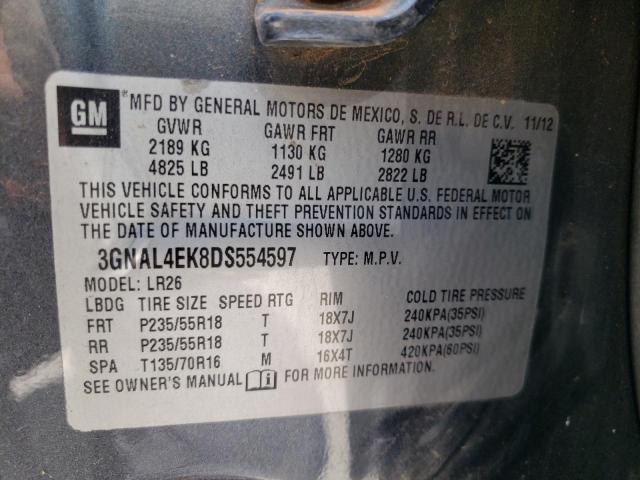 GM
*MFD BY GENERAL MOTORS DE MEXICO, S. DE R.L. DE C.V. 11/12
GVWR GAWR FRT GAWR RR
2189 KG 1130 KG 1280 KG
4825 LB 2491 LB 2822 LB
THIS VEHICLE CONFORMS TO ALL APPLICABLE U.S. FEDERAL MOTOR
VEHICLE SAFETY AND THEFT PREVENTION STANDARDS IN EFFECT ON
THE DATE OF MANUFACTURE SHOWN ABOVE.
3GNAL4EK8DS554597 TYPE: M.P.V.
MODEL: LR26
LBDG TIRE SIZE SPEED RTG RIM COLD TIRE PRESSURE
FRT P235/55R18 T 18X7J 240KPA(35PSI)
RR P235/55R18 T 18X7J 240KPA(35PSI)
SPA T135/70R16 M 16X4T 420KPA(60PSI)
SEE OWNER'S MANUAL FOR MORE INFORMATION.